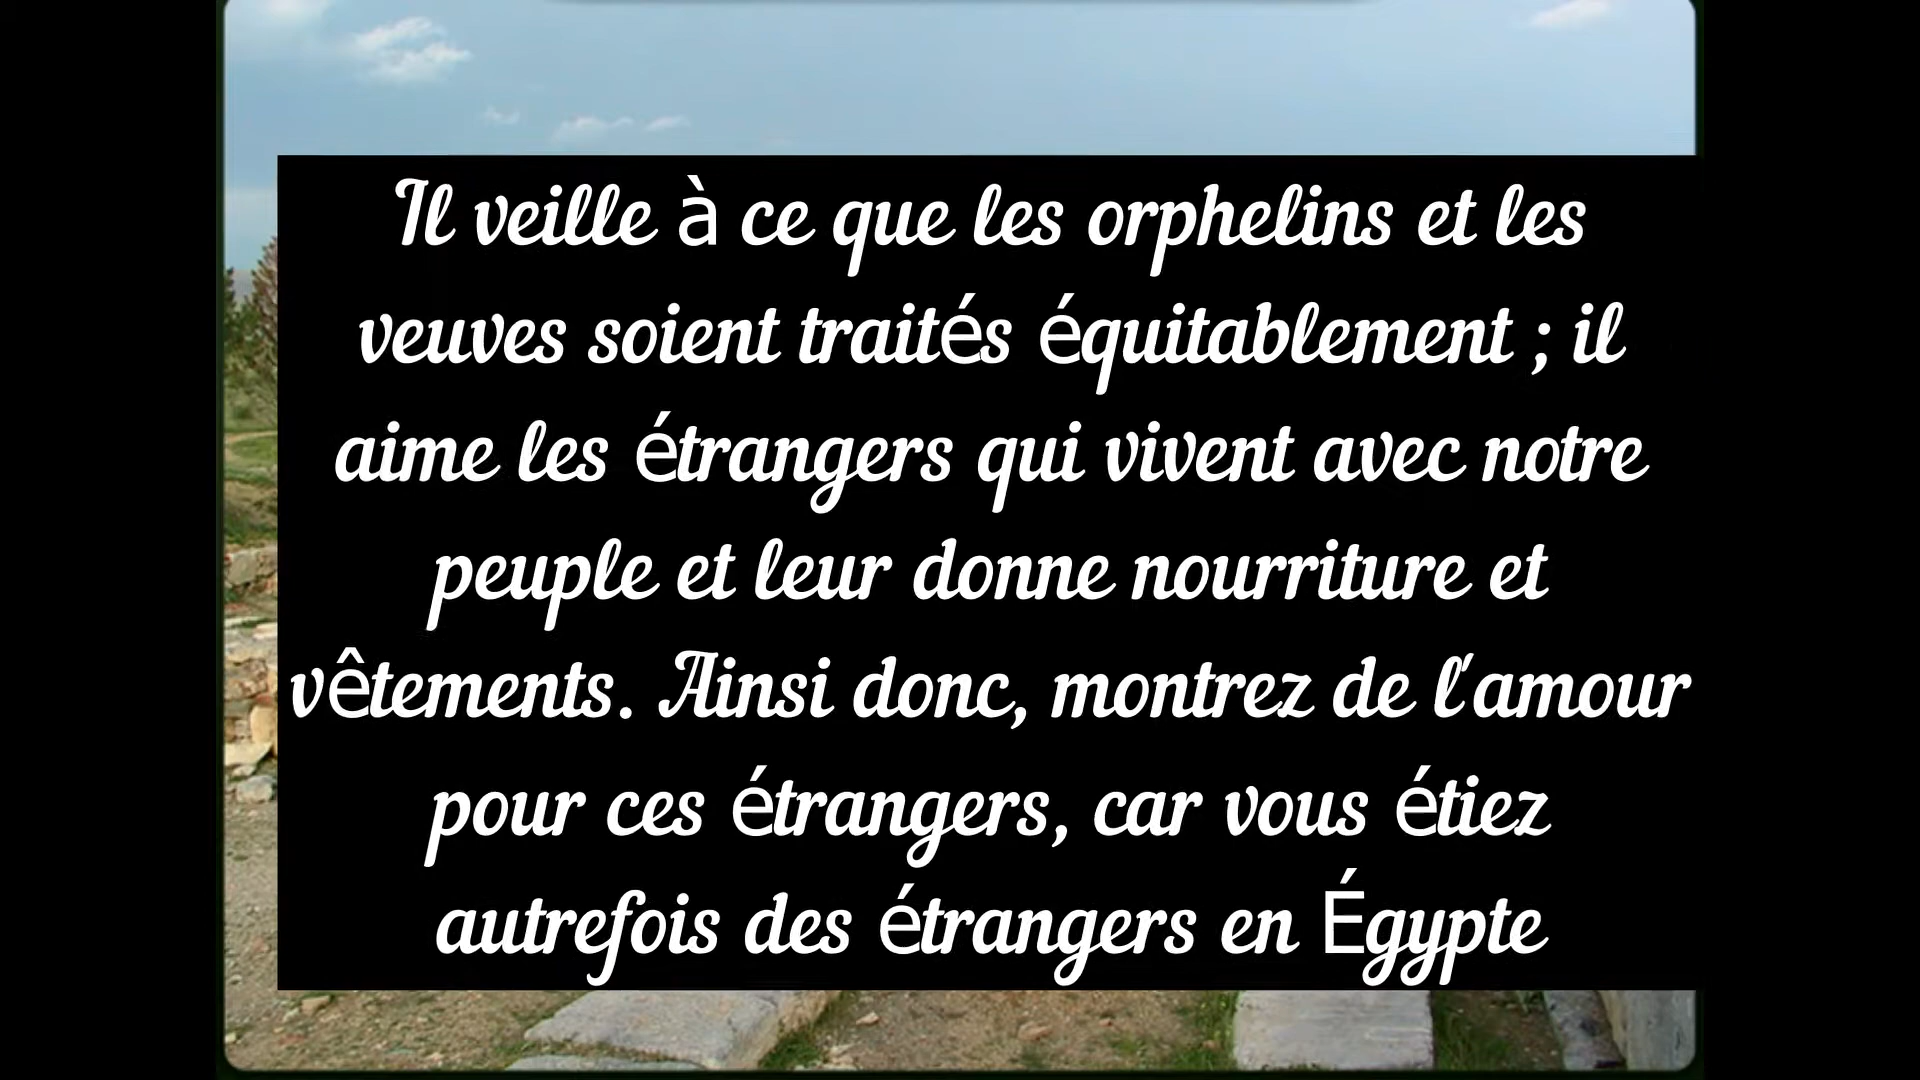 Il veille à ce que les orphelins et les
veuves soient traités équitablement ; il
aime les étrangers qui vivent avec notre
peuple et leur donne nourriture et
vêtements. Ainsi donc, montrez de l'amour
pour ces étrangers, car vous étiez
autrefois des étrangers en Égypte